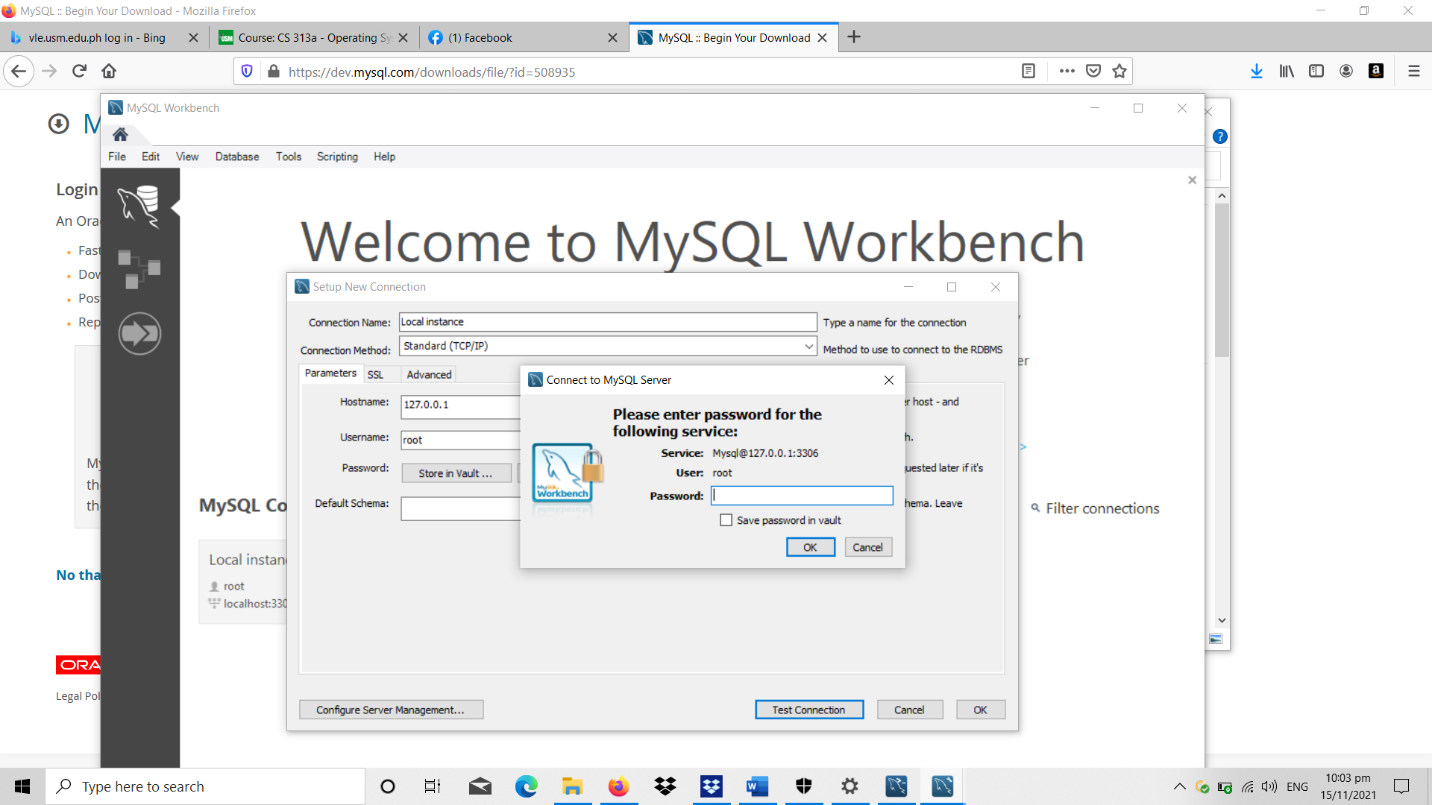 MySQL :: Begin Your Download - Mozilla Firefox
vle.usm.edu.ph log in - Bing
Course: CS 313a - Operating Sy
(1) Facebook
MySQL :: Begin Your Download
https://dev.mysql.com/downloads/file/?id=508935
M
MySQL Workbench
File Edit View Database Tools Scripting Help
Login
An Ora
Fast
Dow
Pos
Rep
Welcome to MySQL Workbench
Setup New Connection
Connection Name: Local instance Type a name for the connection
Connection Method: Standard (TCP/IP) Method to use to connect to the RDBMS
er
Parameters SSL Advanced
Hostname: 127.0.0.1 er host - and
Username: root h.
Password: Store in Vault ... quested later if it's
Default Schema: hema. Leave
Connect to MySQL Server
Please enter password for the
following service:
Service: Mysql@127.0.0.1:3306
User: root
Password:
Save password in vault
OK Cancel
MySQL Workbench
My
the
the
MySQL Co
Filter connections
Local instan
root
localhost:330
No tha
ORA
Legal Pol
Configure Server Management... Test Connection Cancel OK
Type here to search
ENG
10:03 pm
15/11/2021